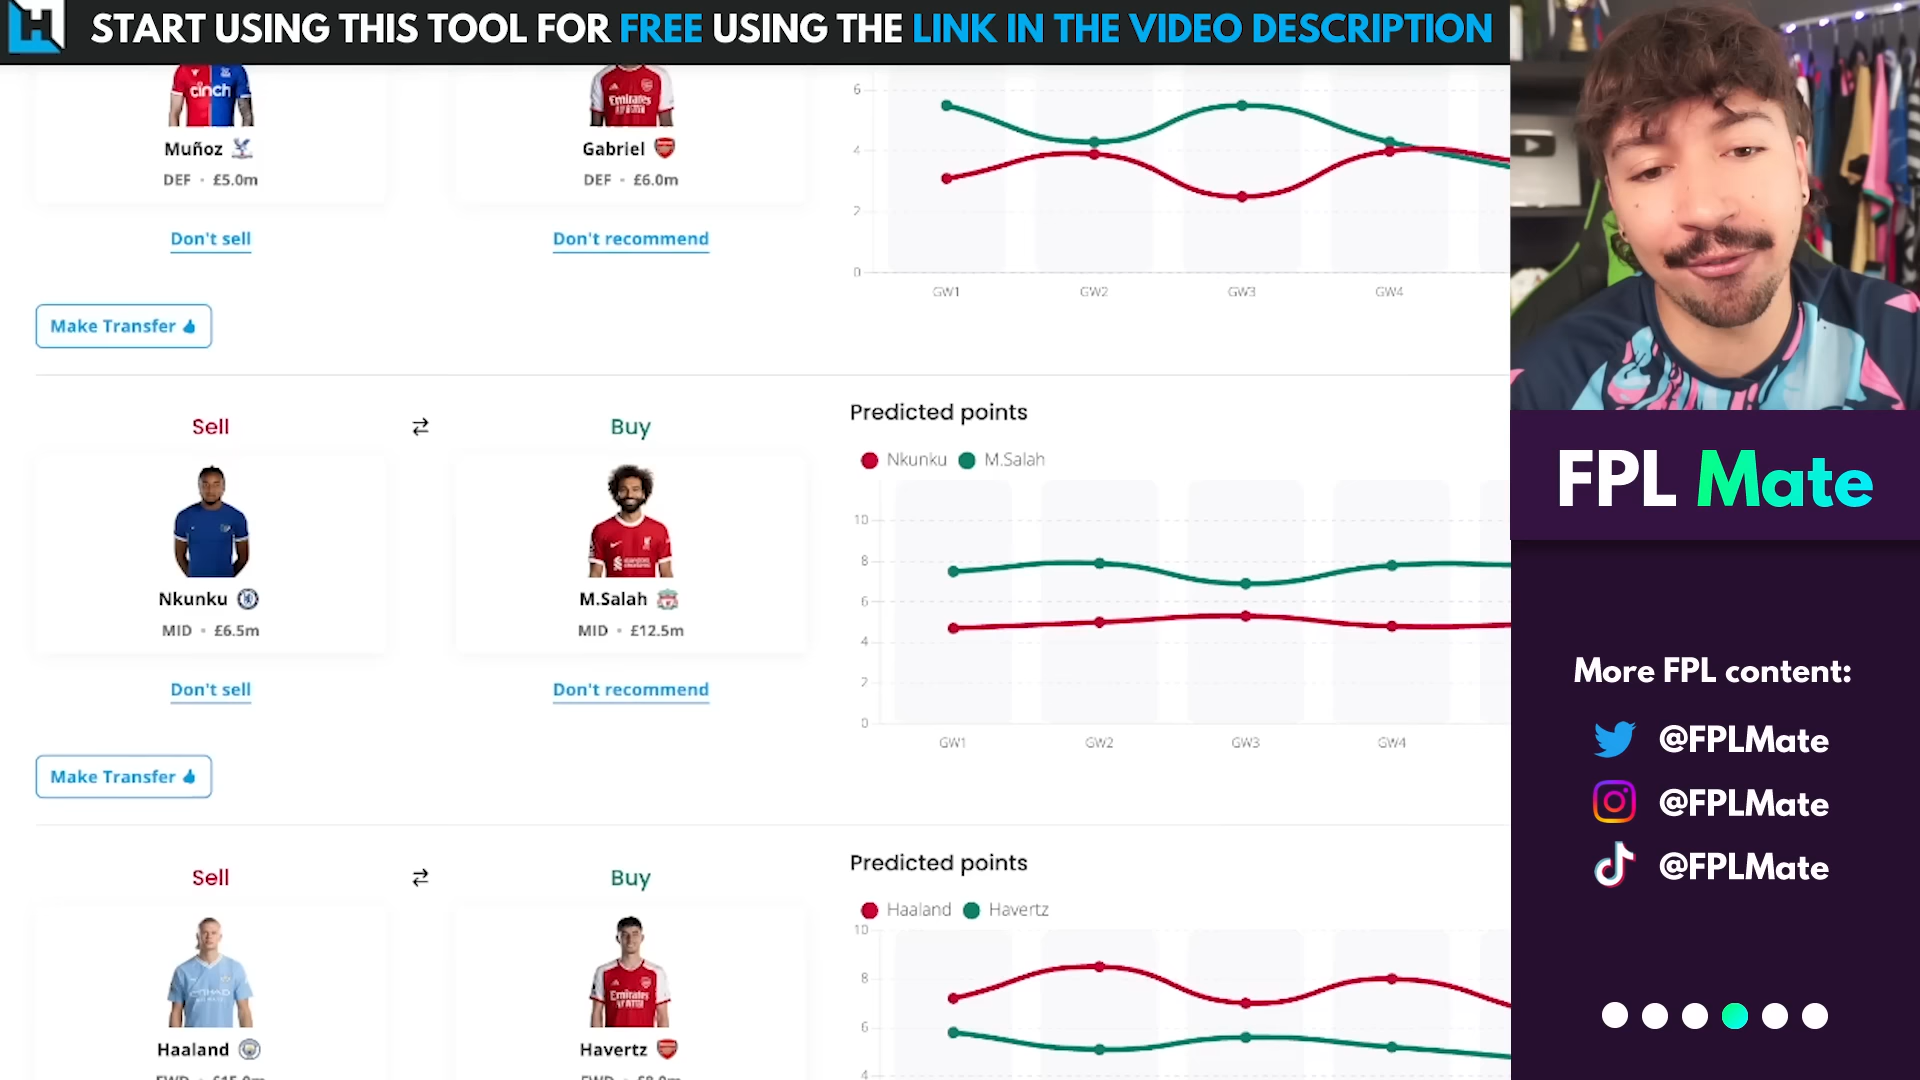 START USING THIS TOOL FOR FREE USING THE LINK IN THE VIDEO DESCRIPTION
cinch
Emirates
Muñoz
DEF • £5.0m
Gabriel
DEF • £6.0m
Don't sell
Don't recommend
Make Transfer
6
4
2
0
GW1
GW2
GW3
GW4
Sell
Buy
Nkunku
MID • £6.5m
M.Salah
MID • £12.5m
Don't sell
Don't recommend
Make Transfer
Predicted points
Nkunku
M.Salah
10
8
6
4
2
0
GW1
GW2
GW3
GW4
Sell
Buy
Haaland
Havertz
Emirates
Predicted points
Haaland
Havertz
10
8
6
4
FPL Mate
More FPL content:
@FPLMate
@FPLMate
@FPLMate